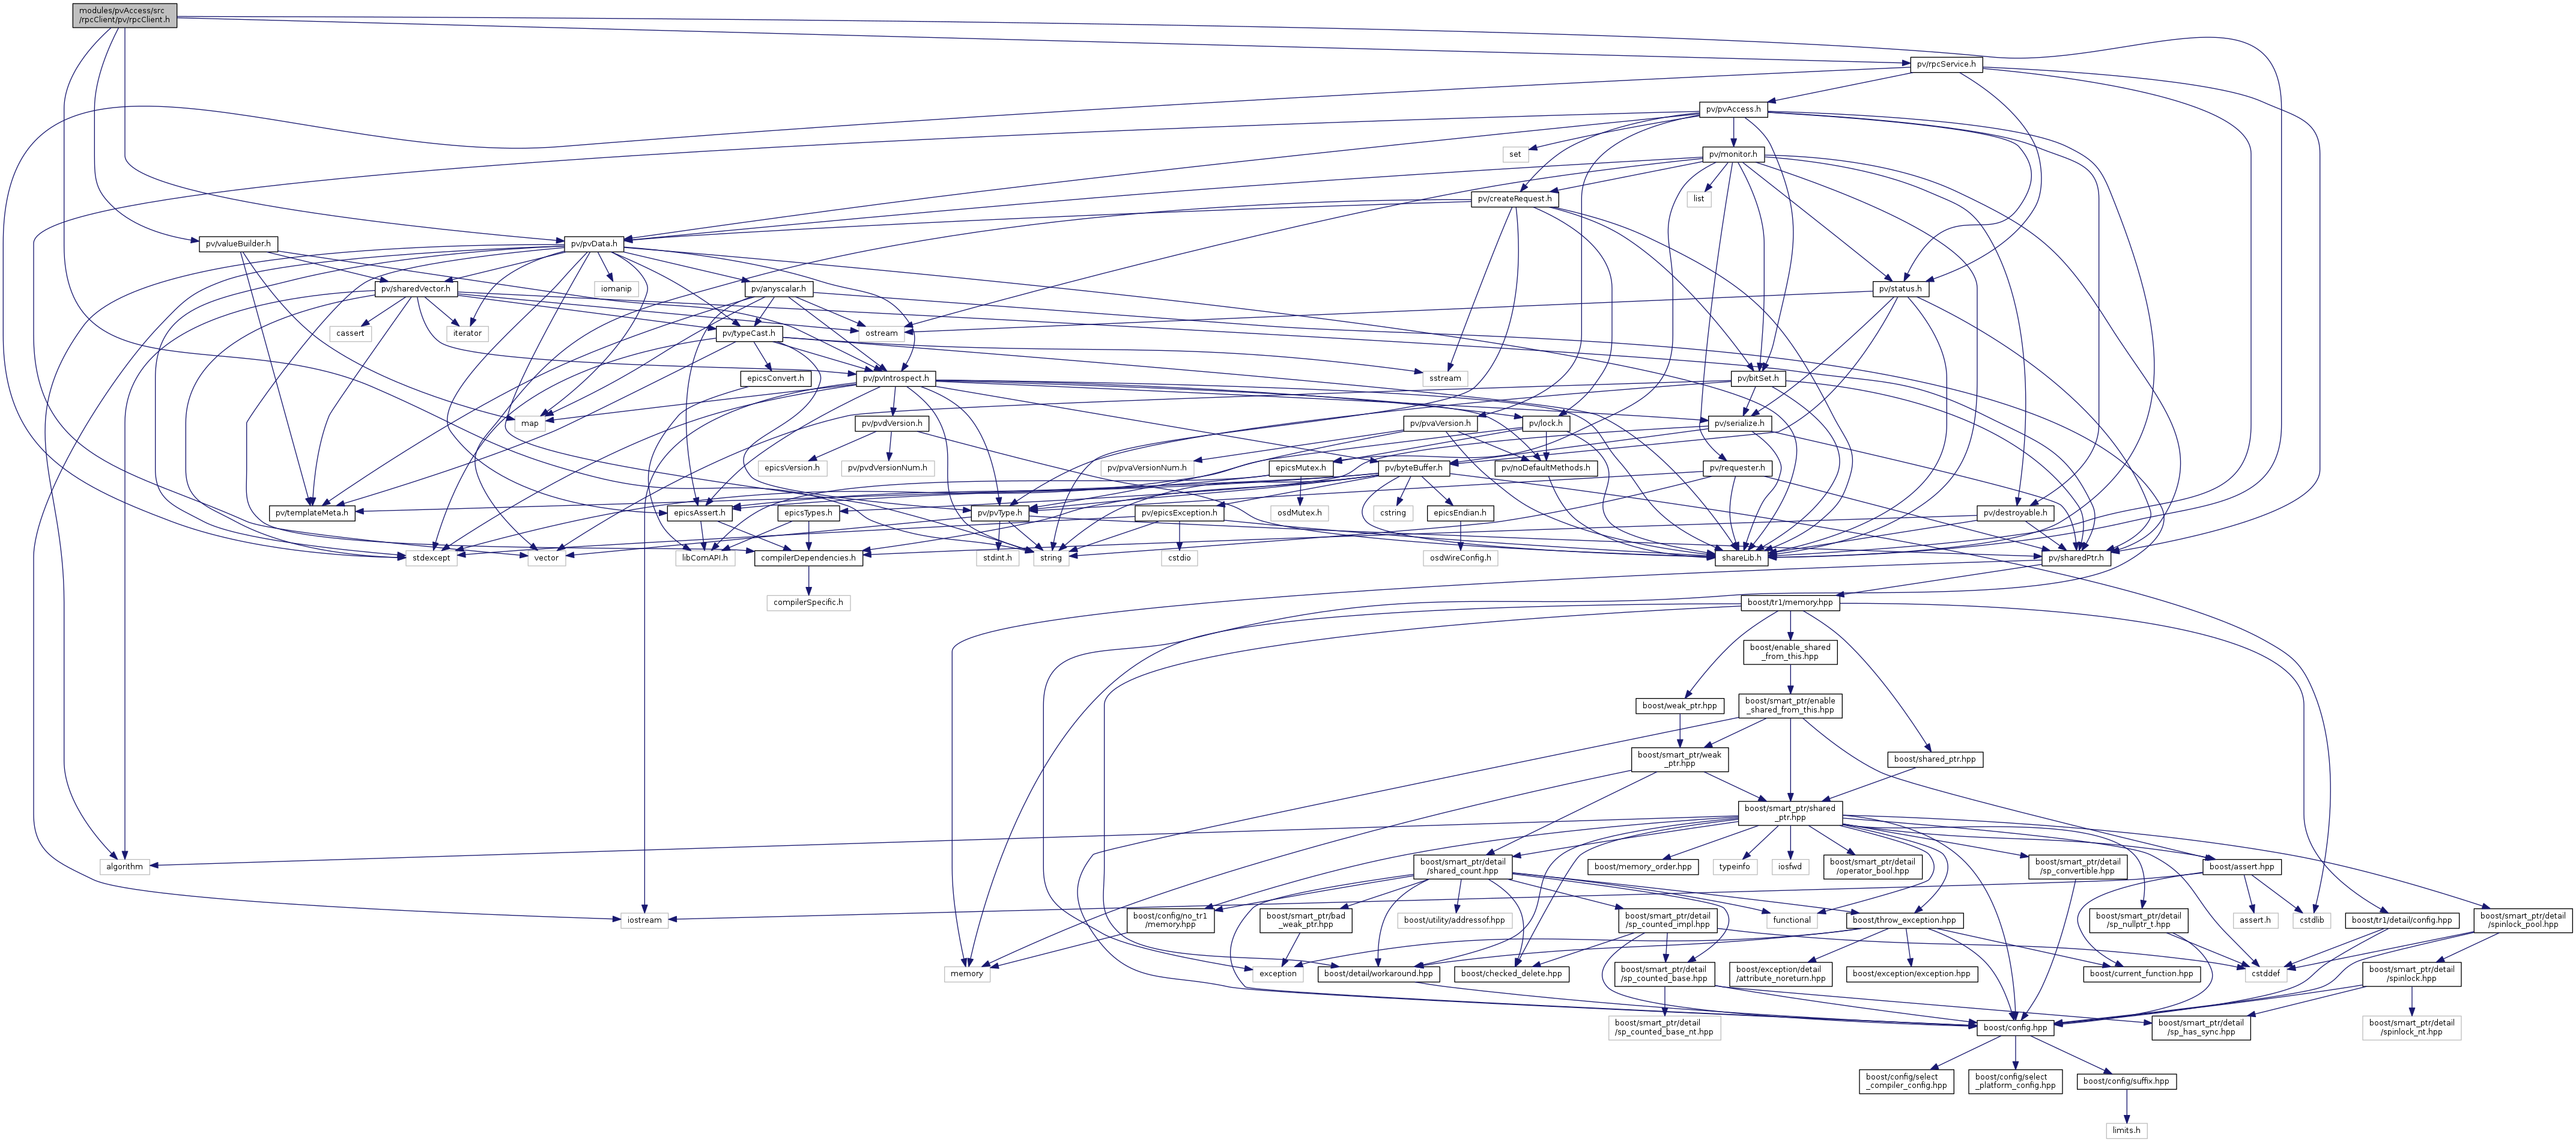 modules/pvAccess/src
/rpcClient/pv/rpcClient.h
pv/rpcService.h
pv/pvAccess.h
set
pv/monitor.h
list
pv/createRequest.h
pv/valueBuilder.h
pv/pvData.h
iomanip
pv/sharedVector.h
pv/anyscalar.h
pv/status.h
cassert
iterator
pv/typeCast.h
ostream
epicsConvert.h
pv/pvIntrospect.h
sstream
pv/bitSet.h
map
pv/pvdVersion.h
pv/pvaVersion.h
pv/lock.h
pv/serialize.h
epicsVersion.h
pv/pvdVersionNum.h
pv/pvaVersionNum.h
epicsMutex.h
pv/byteBuffer.h
pv/noDefaultMethods.h
pv/requester.h
pv/templateMeta.h
epicsAssert.h
epicsTypes.h
pv/pvType.h
pv/epicsException.h
osdMutex.h
cstring
epicsEndian.h
pv/destroyable.h
stdexcept
vector
libComAPI.h
compilerDependencies.h
stdint.h
string
cstdio
osdWireConfig.h
shareLib.h
pv/sharedPtr.h
compilerSpecific.h
boost/tr1/memory.hpp
boost/enable_shared
_from_this.hpp
boost/weak_ptr.hpp
boost/smart_ptr/enable
_shared_from_this.hpp
boost/smart_ptr/weak
_ptr.hpp
boost/shared_ptr.hpp
boost/smart_ptr/shared
_ptr.hpp
algorithm
boost/smart_ptr/detail
/shared_count.hpp
boost/memory_order.hpp
typeinfo
iosfwd
boost/smart_ptr/detail
/operator_bool.hpp
boost/smart_ptr/detail
/sp_convertible.hpp
boost/assert.hpp
iostream
boost/config/no_tr1
/memory.hpp
boost/smart_ptr/bad
_weak_ptr.hpp
boost/utility/addressof.hpp
boost/smart_ptr/detail
/sp_counted_impl.hpp
functional
boost/throw_exception.hpp
boost/smart_ptr/detail
/sp_nullptr_t.hpp
assert.h
cstdlib
boost/tr1/detail/config.hpp
boost/smart_ptr/detail
/spinlock_pool.hpp
memory
exception
boost/detail/workaround.hpp
boost/checked_delete.hpp
boost/smart_ptr/detail
/sp_counted_base.hpp
boost/exception/detail
/attribute_noreturn.hpp
boost/exception/exception.hpp
boost/current_function.hpp
cstddef
boost/smart_ptr/detail
/spinlock.hpp
boost/smart_ptr/detail
/sp_counted_base_nt.hpp
boost/config.hpp
boost/smart_ptr/detail
/sp_has_sync.hpp
boost/smart_ptr/detail
/spinlock_nt.hpp
boost/config/select
_compiler_config.hpp
boost/config/select
_platform_config.hpp
boost/config/suffix.hpp
limits.h